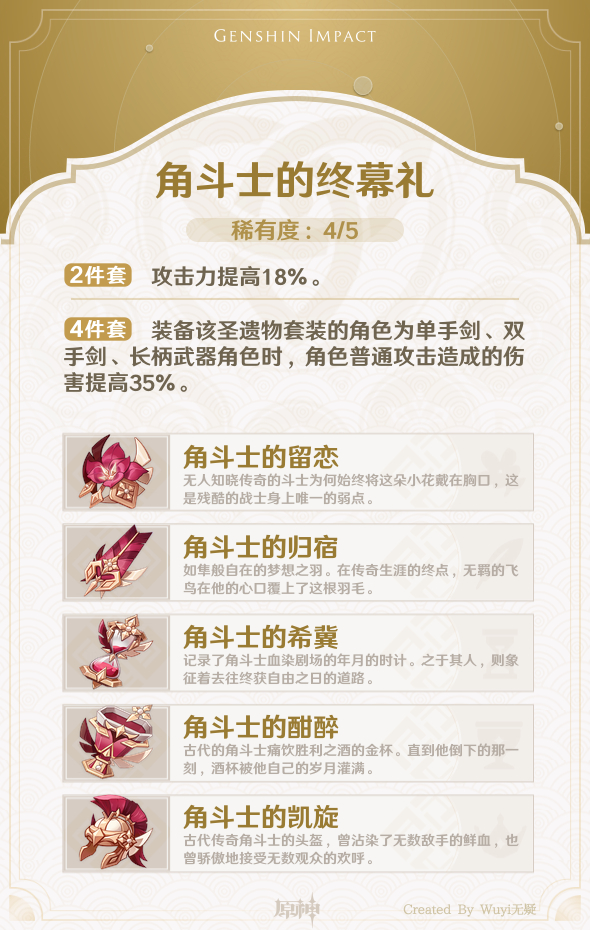 GENSHIN IMPACT
角斗士的终幕礼
稀有度：4/5
2件套 攻击力提高18%。
4件套 装备该圣遗物套装的角色为单手剑、双
手剑、长柄武器角色时，角色普通攻击造成的伤
害提高35%。
角斗士的留恋
无人知晓传奇的斗士为何始终将这朵小花戴在胸口，这
是残酷的战士身上唯一的弱点。
角斗士的归宿
如隼般自在的梦想之羽。在传奇生涯的终点，无羁的飞
鸟在他的心口覆上了这根羽毛。
角斗士的希冀
记录了角斗士血染剧场的年月的时计。之于其人，则象
征着去往终获自由之日的道路。
角斗士的酣醉
古代的角斗士痛饮胜利之酒的金杯。直到他倒下的那一
刻，酒杯被他自己的岁月灌满。
角斗士的凯旋
古代传奇角斗士的头盔，曾沾染了无数敌手的鲜血，也
曾骄傲地接受无数观众的欢呼。
原神
Created By Wuyi无疑